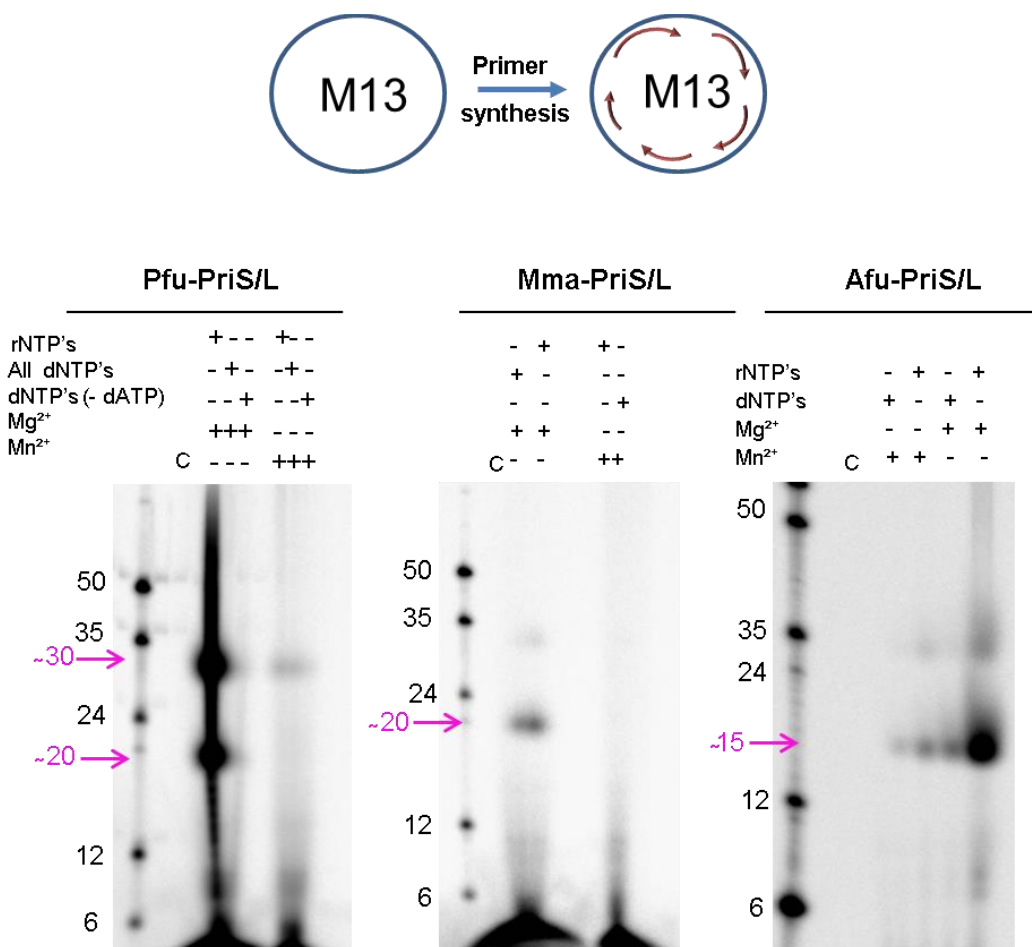 M13
Primer
synthesis
M13
Pfu-PriS/L
rNTP's +-- +--
All dNTP's -+- -+-
dNTP's (- dATP) --+ --+
Mg²⁺ +++ ---
Mn²⁺
C --- +++
50
35
~30
24
~20
12
6
Mma-PriS/L
- + + -
+ - - -
- - - +
+ + - -
C - - ++
50
35
24
~20
12
6
Afu-PriS/L
rNTP's - + - +
dNTP's + - + -
Mg²⁺ - - + +
Mn²⁺ C + + - -
50
35
24
~15
12
6